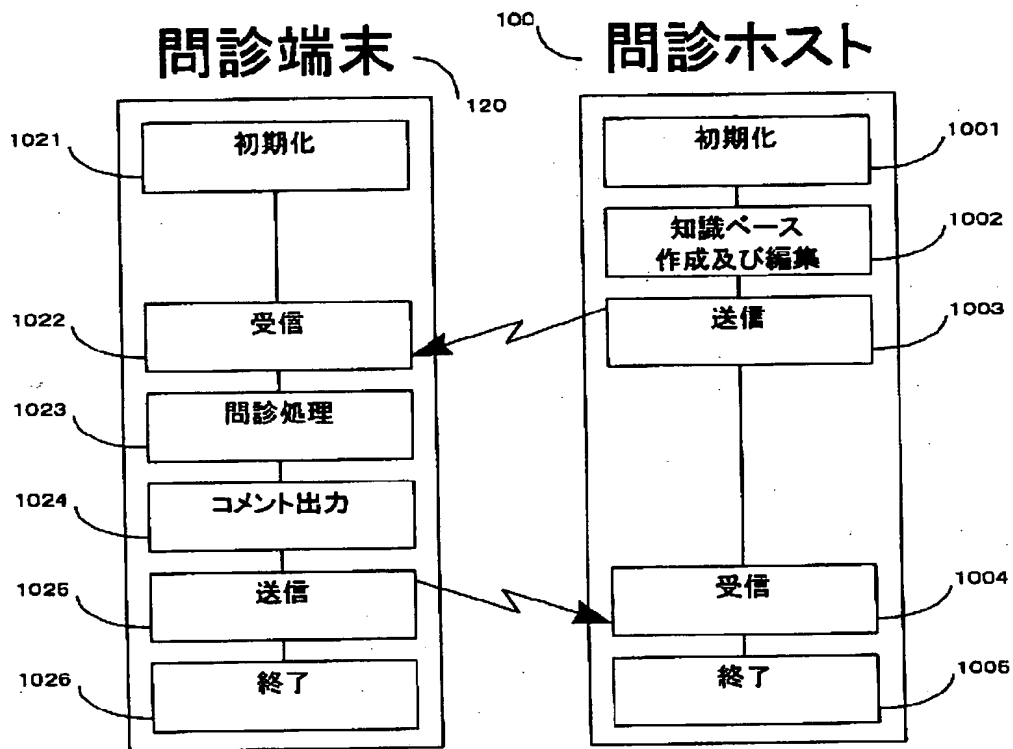 問診端末
120
100
問診ホスト
1021
初期化
1022
受信
1023
問診処理
1024
コメント出力
1025
送信
1026
終了
初期化
1001
知識ベース
作成及び編集
1002
送信
1003
受信
1004
終了
1005